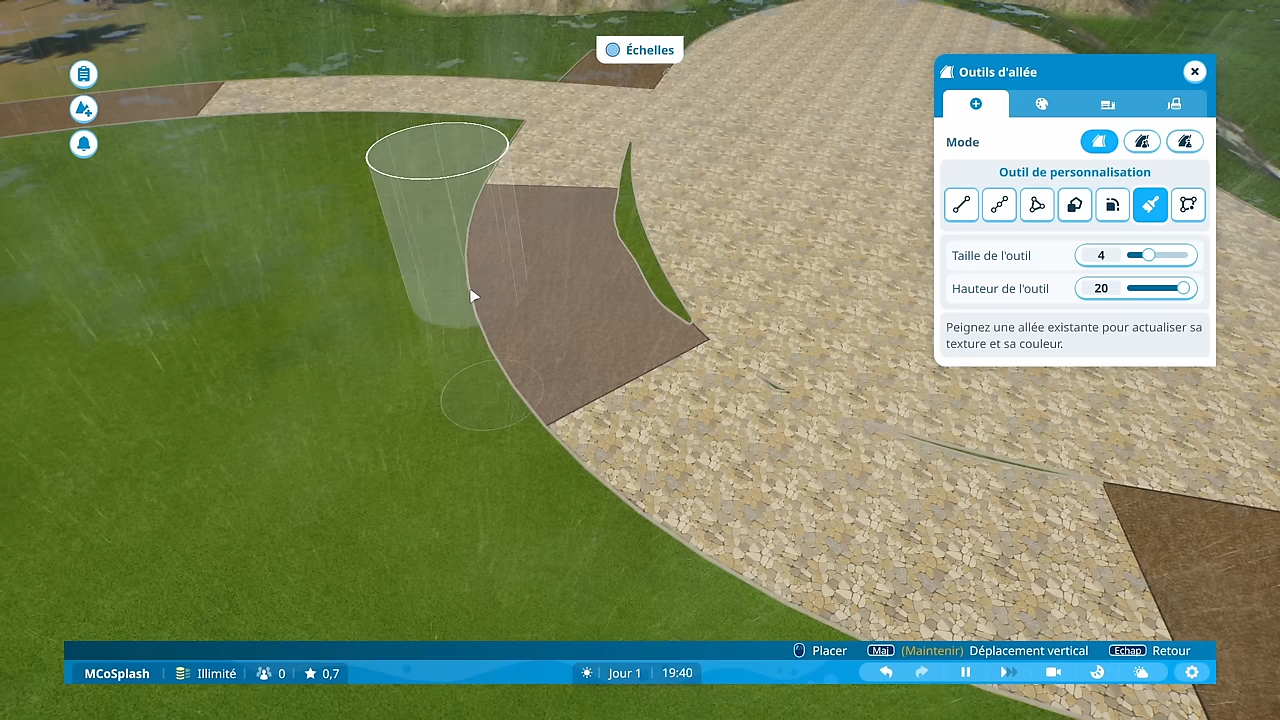 Échelles
Outils d'allée
Mode
Outil de personnalisation
Taille de l'outil 4
Hauteur de l'outil 20
Peignez une allée existante pour actualiser sa
texture et sa couleur.
Placer Maj (Maintenir) Déplacement vertical Echap Retour
MCoSplash Illimité 0 0,7 Jour 1 19:40